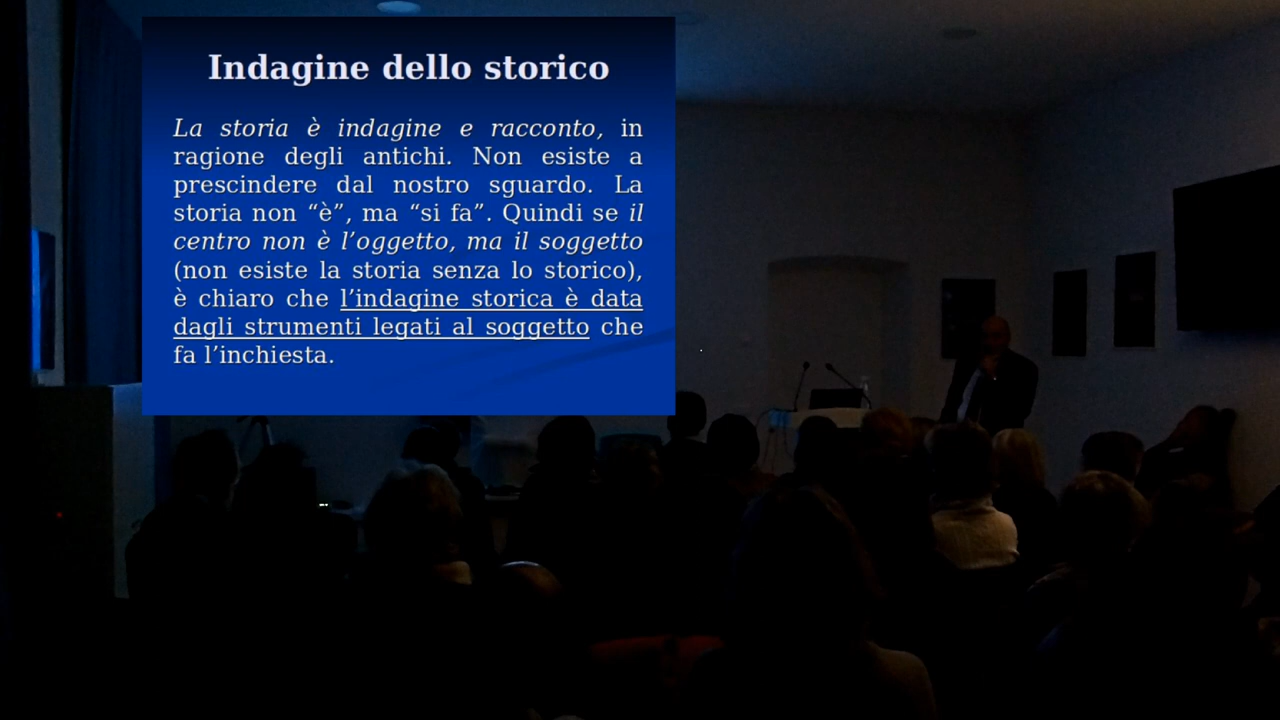 Indagine dello storico
La storia è indagine e racconto, in
ragione degli antichi. Non esiste a
prescindere dal nostro sguardo. La
storia non “è”, ma “si fa”. Quindi se il
centro non è l’oggetto, ma il soggetto
(non esiste la storia senza lo storico),
è chiaro che l’indagine storica è data
dagli strumenti legati al soggetto che
fa l’inchiesta.